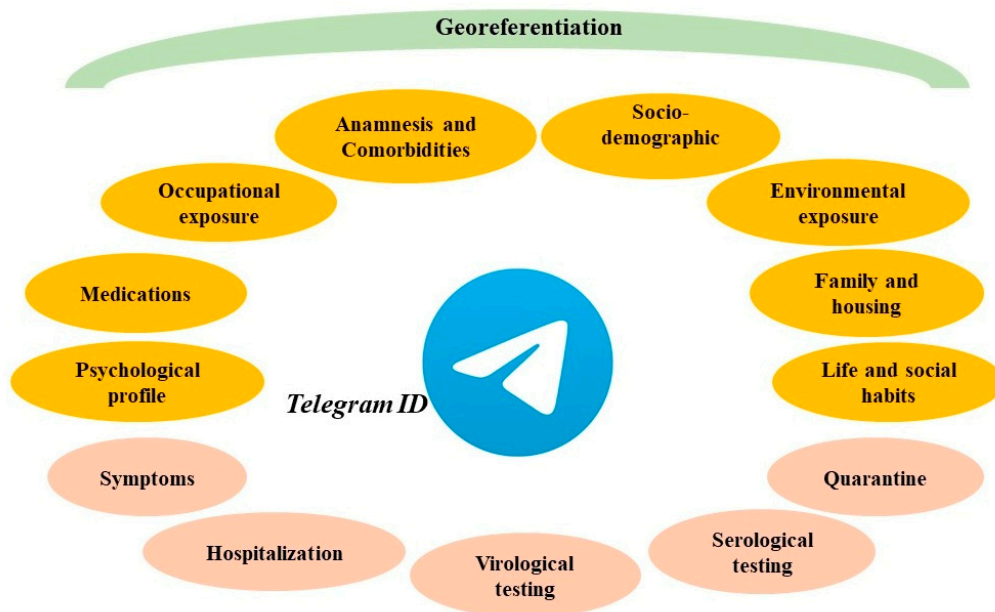 Georeferentiation
Anamnesis and
Comorbidities
Socio-
demographic
Occupational
exposure
Environmental
exposure
Medications
Family and
housing
Psychological
profile
Life and social
habits
Telegram ID
Symptoms
Quarantine
Hospitalization
Virological
testing
Serological
testing